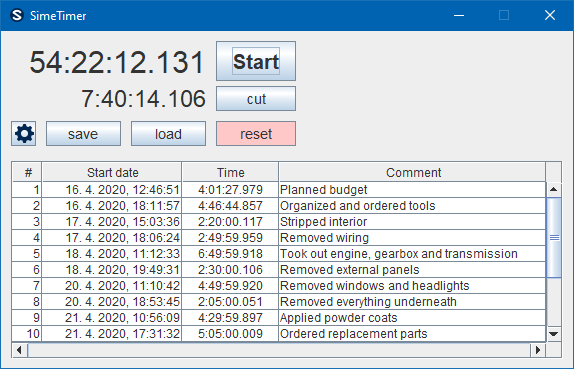 S SimeTimer
54:22:12.131 Start
7:40:14.106 cut
save load reset
# Start date Time Comment
1 16. 4. 2020, 12:46:51 4:01:27.979 Planned budget
2 16. 4. 2020, 18:11:57 4:46:44.857 Organized and ordered tools
3 17. 4. 2020, 15:03:36 2:20:00.117 Stripped interior
4 17. 4. 2020, 18:06:24 2:49:59.959 Removed wiring
5 18. 4. 2020, 11:12:33 6:49:59.918 Took out engine, gearbox and transmission
6 18. 4. 2020, 19:49:31 2:30:00.106 Removed external panels
7 20. 4. 2020, 11:10:42 4:49:59.920 Removed windows and headlights
8 20. 4. 2020, 18:53:45 2:05:00.051 Removed everything underneath
9 21. 4. 2020, 10:56:09 4:29:59.897 Applied powder coats
10 21. 4. 2020, 17:31:32 5:05:00.009 Ordered replacement parts